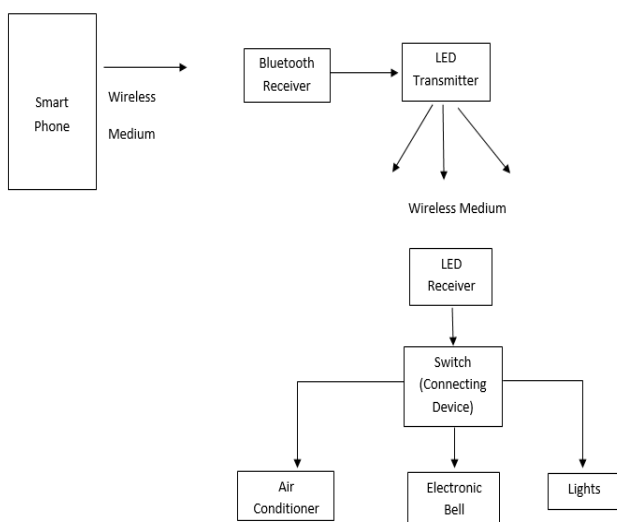 Smart
Phone
Wireless
Medium
Bluetooth
Receiver
LED
Transmitter
Wireless Medium
LED
Receiver
Switch
(Connecting
Device)
Air
Conditioner
Electronic
Bell
Lights